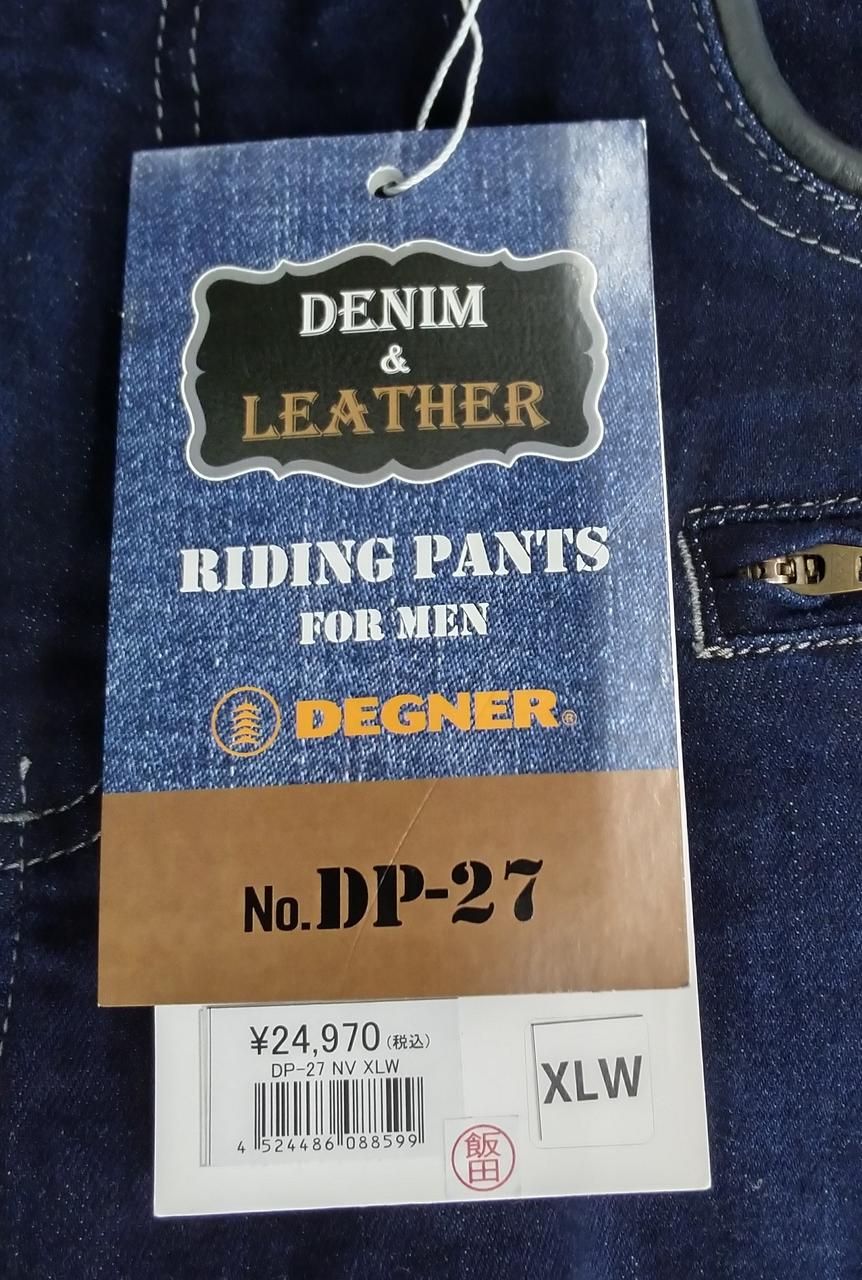 DENIM
&
LEATHER
RIDING PANTS
FOR MEN
DEGNER®
No.DP-27
¥24,970(税込)
DP-27 NV XLW
4 524486 088599
XLW
飯
田